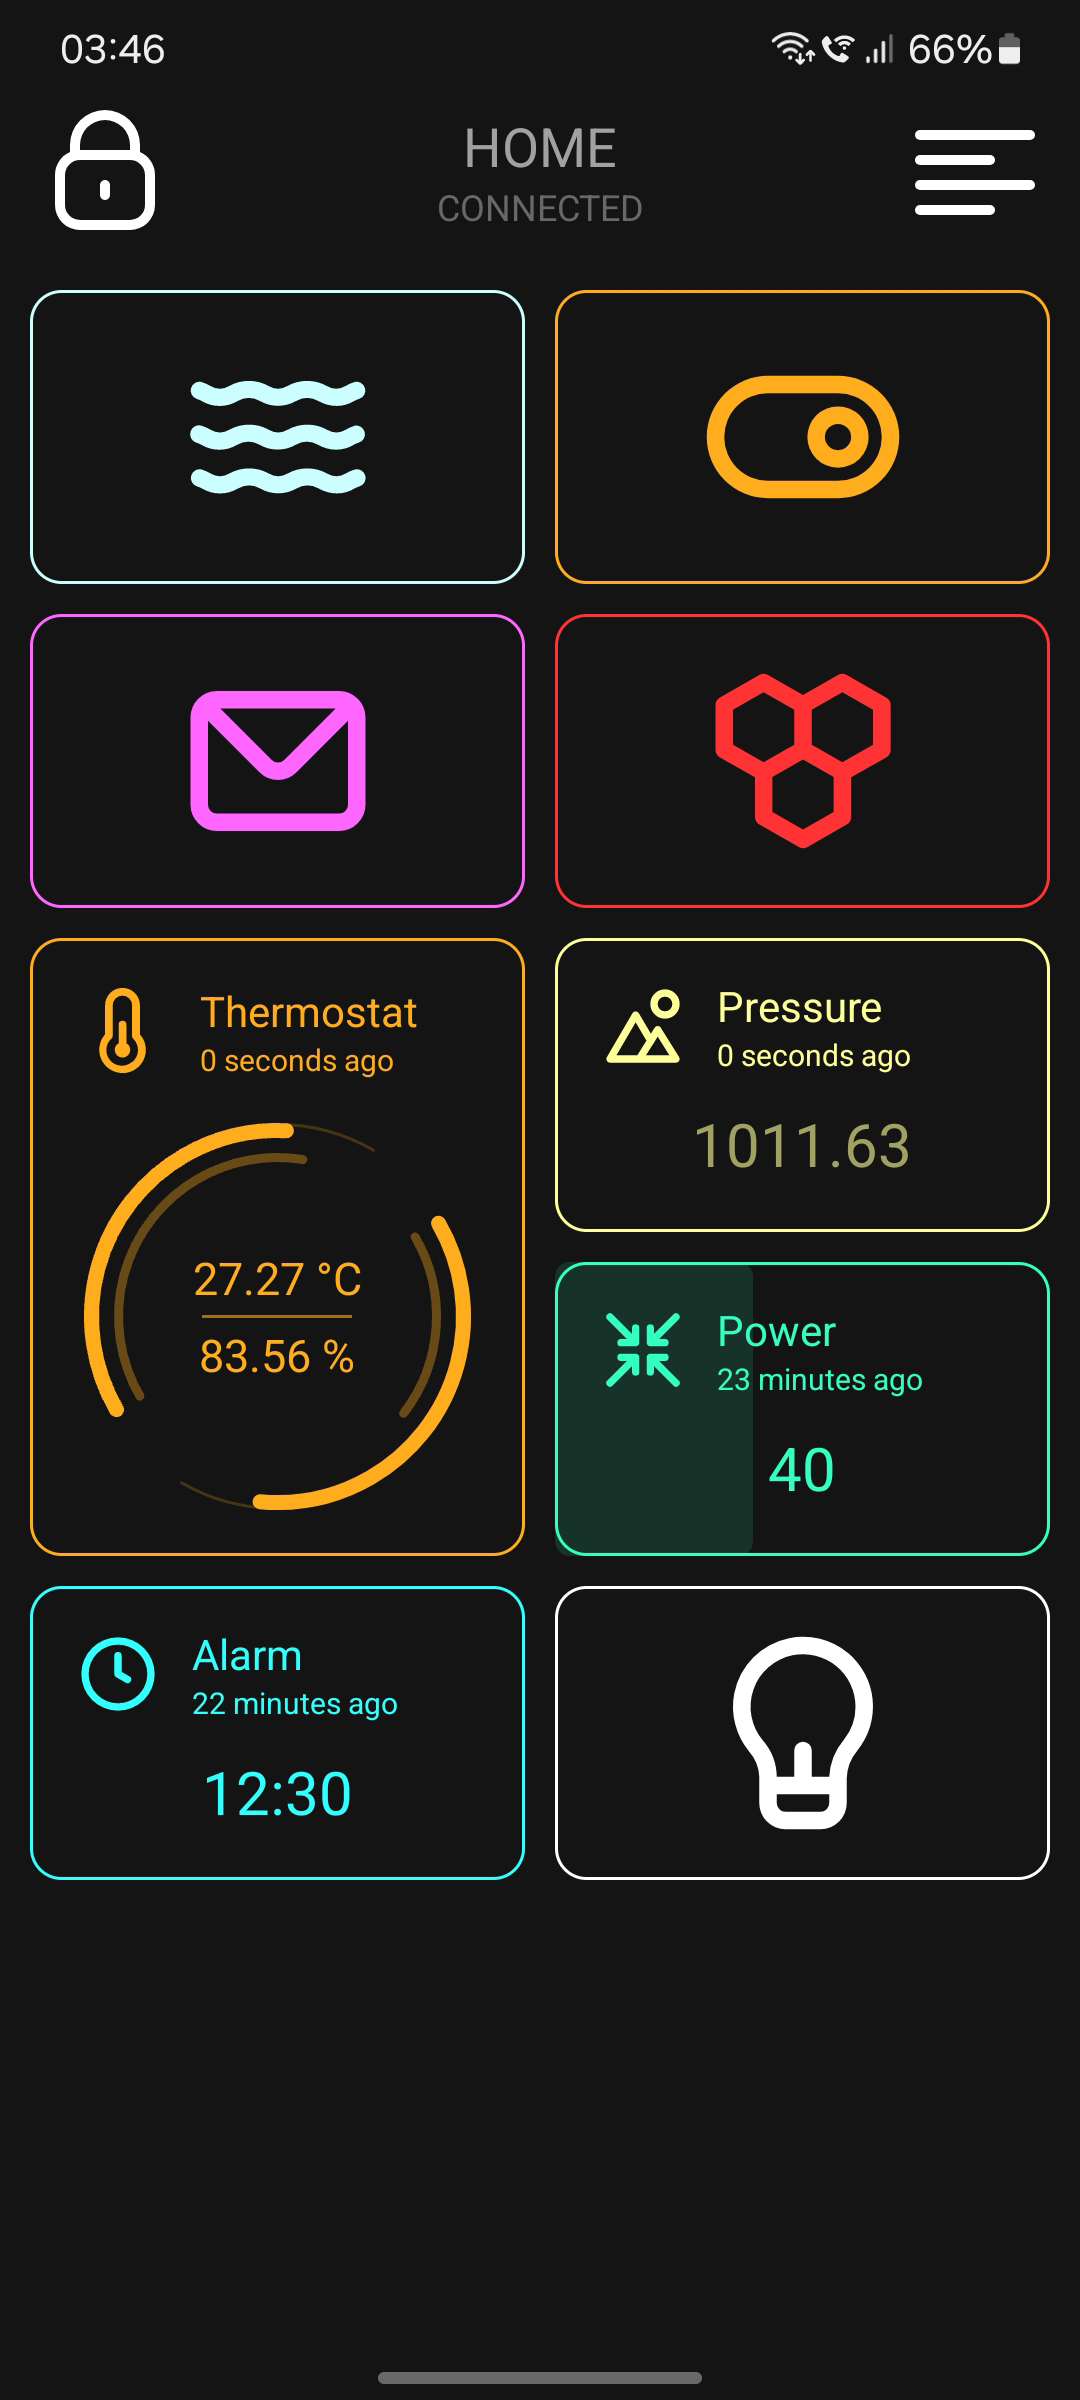 03:46
66%
HOME
CONNECTED
Thermostat
0 seconds ago
27.27 °C
83.56 %
Pressure
0 seconds ago
1011.63
Power
23 minutes ago
40
Alarm
22 minutes ago
12:30